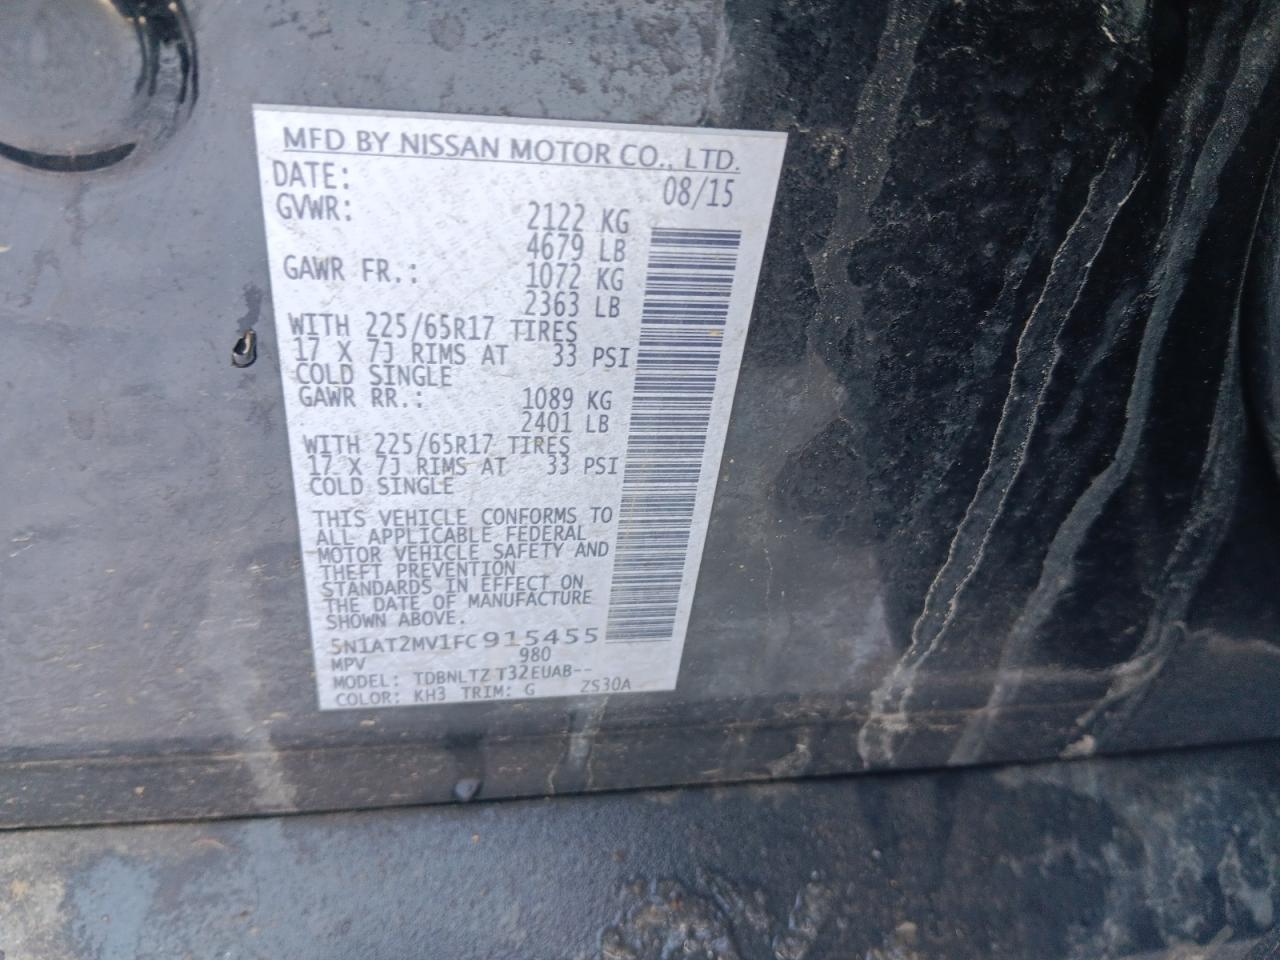 MFD BY NISSAN MOTOR CO., LTD.
DATE: 08/15
GVWR: 2122 KG
4679 LB
GAWR FR.: 1072 KG
2363 LB
WITH 225/65R17 TIRES
17 X 7J RIMS AT 33 PSI
COLD SINGLE
GAWR RR.: 1089 KG
2401 LB
WITH 225/65R17 TIRES
17 X 7J RIMS AT 33 PSI
COLD SINGLE
THIS VEHICLE CONFORMS TO
ALL APPLICABLE FEDERAL
MOTOR VEHICLE SAFETY AND
THEFT PREVENTION
STANDARDS IN EFFECT ON
THE DATE OF MANUFACTURE
SHOWN ABOVE.
5N1AT2MV1FC915455
MPV 980
MODEL: TDBNLTZ T32EUAB--
COLOR: KH3 TRIM: G ZS30A